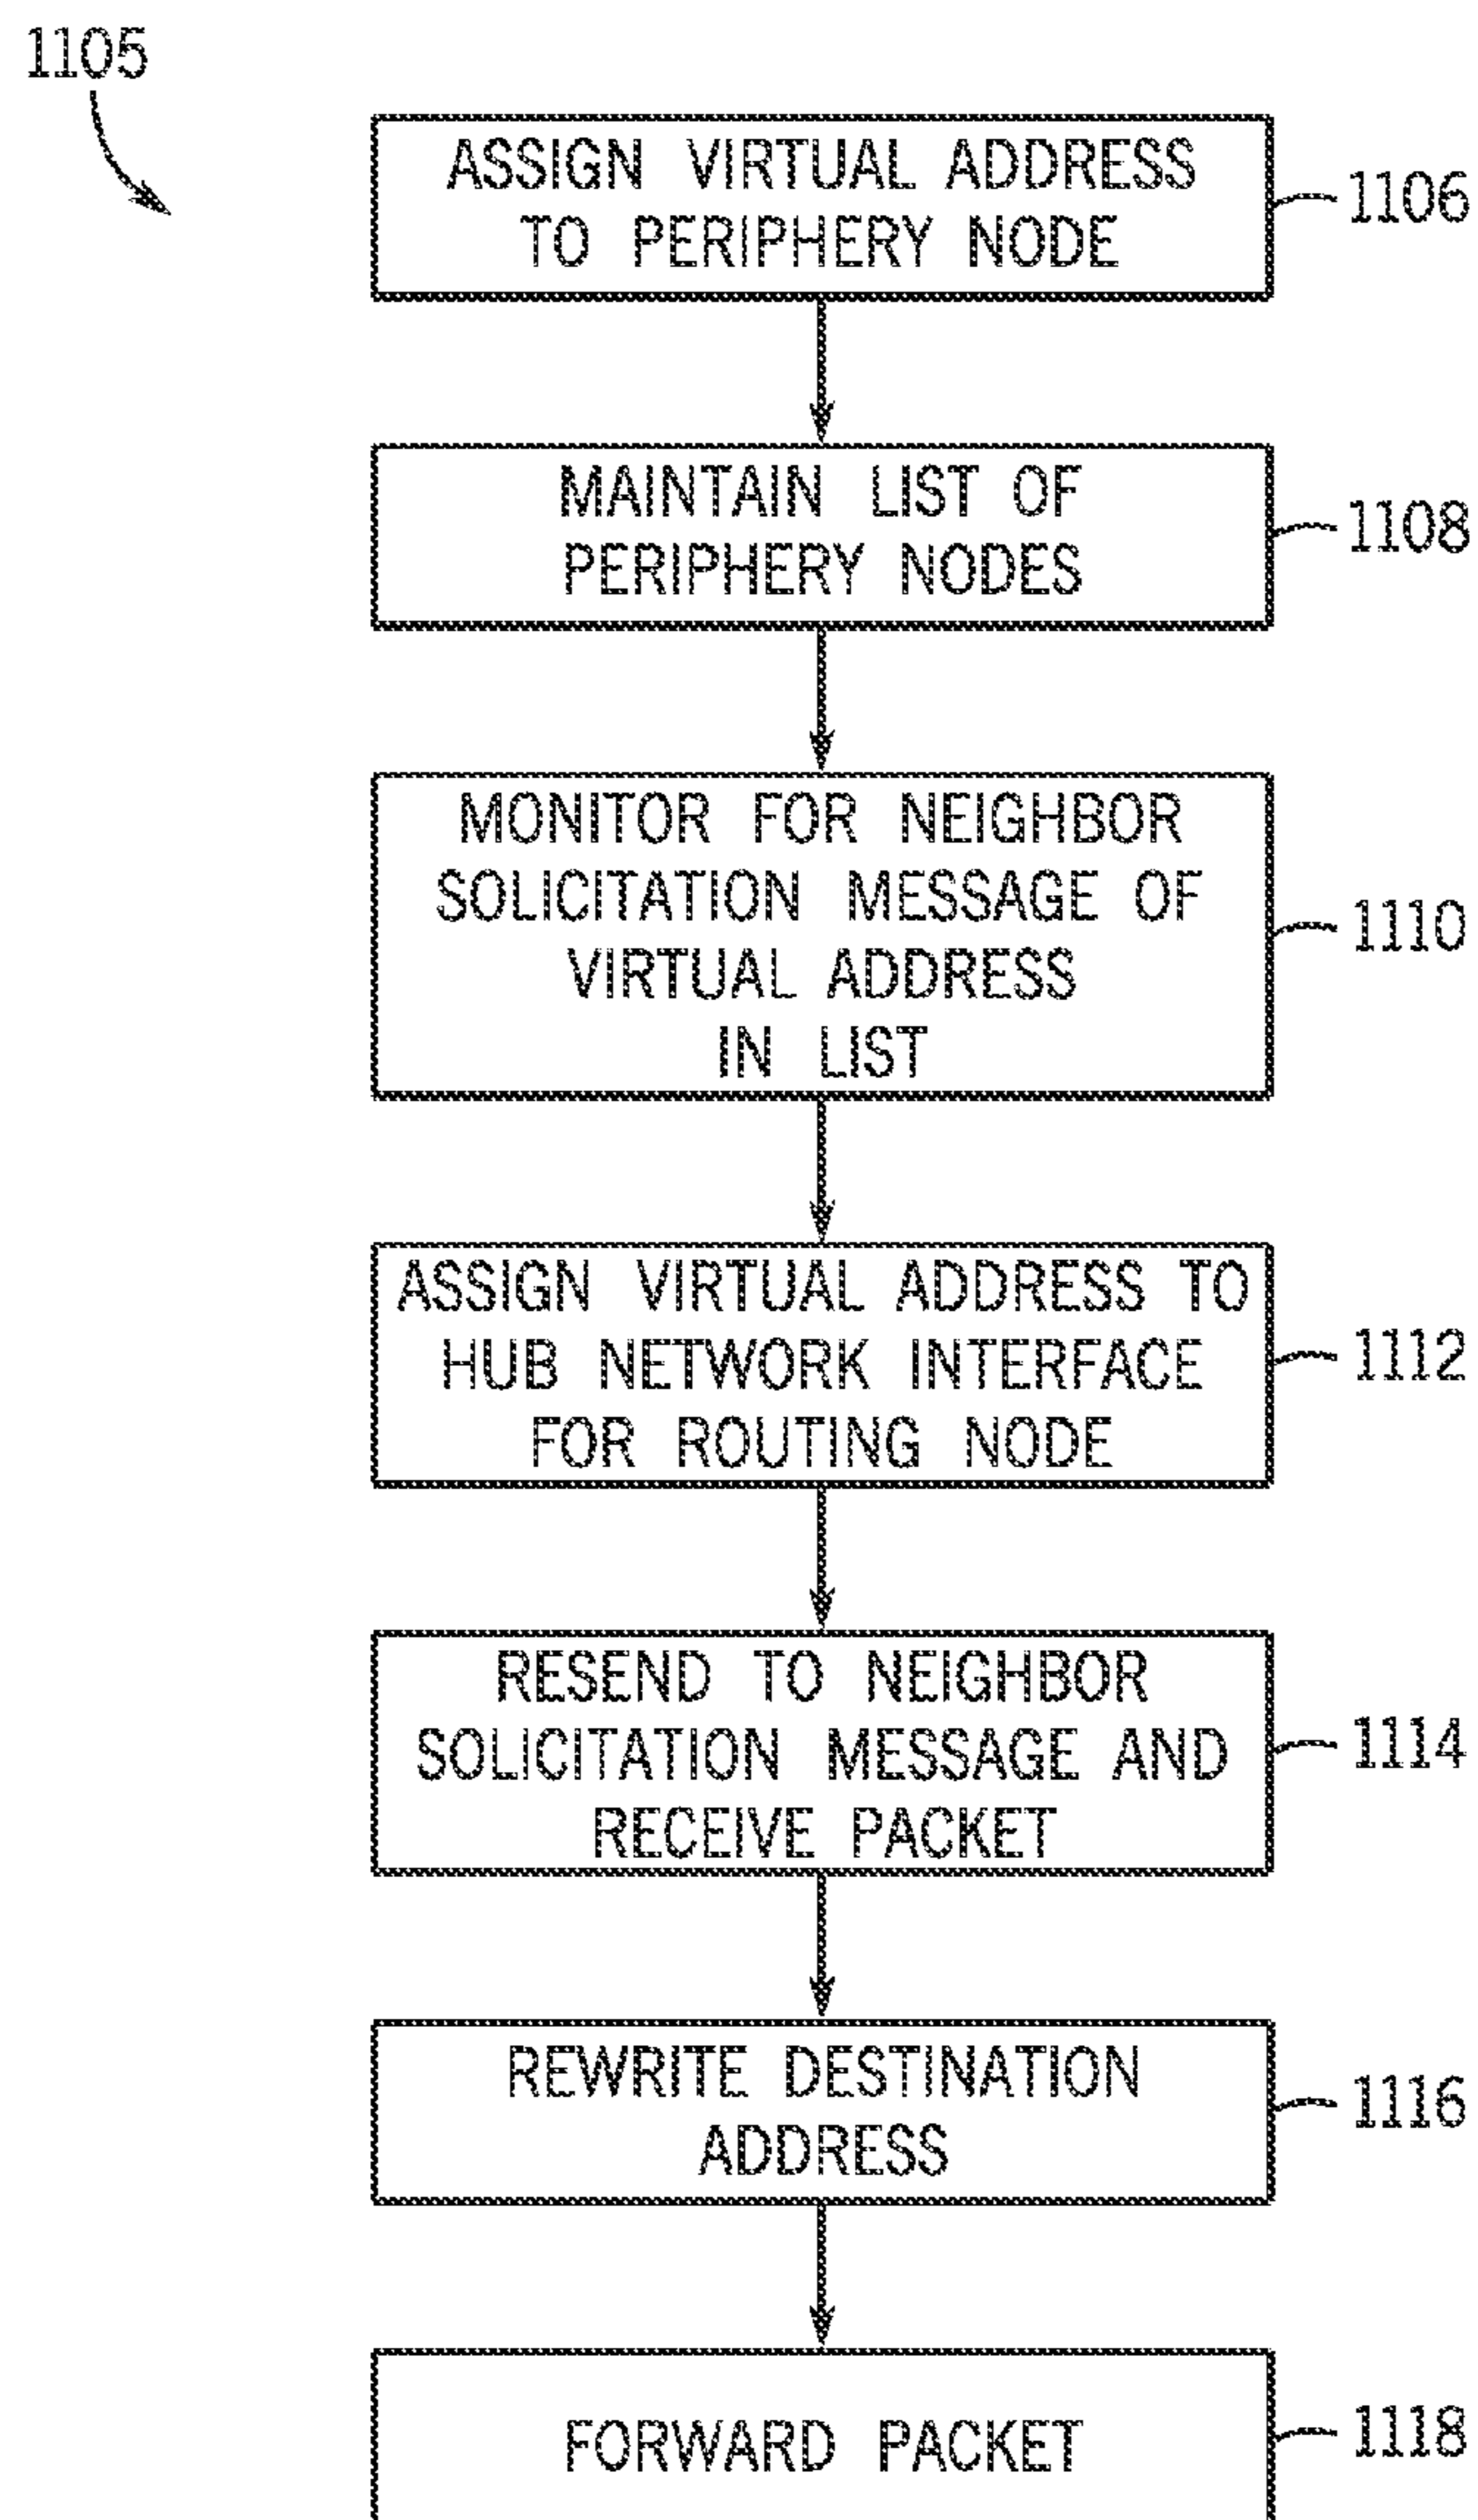 1105
ASSIGN VIRTUAL ADDRESS
TO PERIPHERY NODE
1106
MAINTAIN LIST OF
PERIPHERY NODES
1108
MONITOR FOR NEIGHBOR
SOLICITATION MESSAGE OF
VIRTUAL ADDRESS
IN LIST
1110
ASSIGN VIRTUAL ADDRESS TO
HUB NETWORK INTERFACE
FOR ROUTING NODE
1112
RESEND TO NEIGHBOR
SOLICITATION MESSAGE AND
RECEIVE PACKET
1114
REWRITE DESTINATION
ADDRESS
1116
FORWARD PACKET
1118